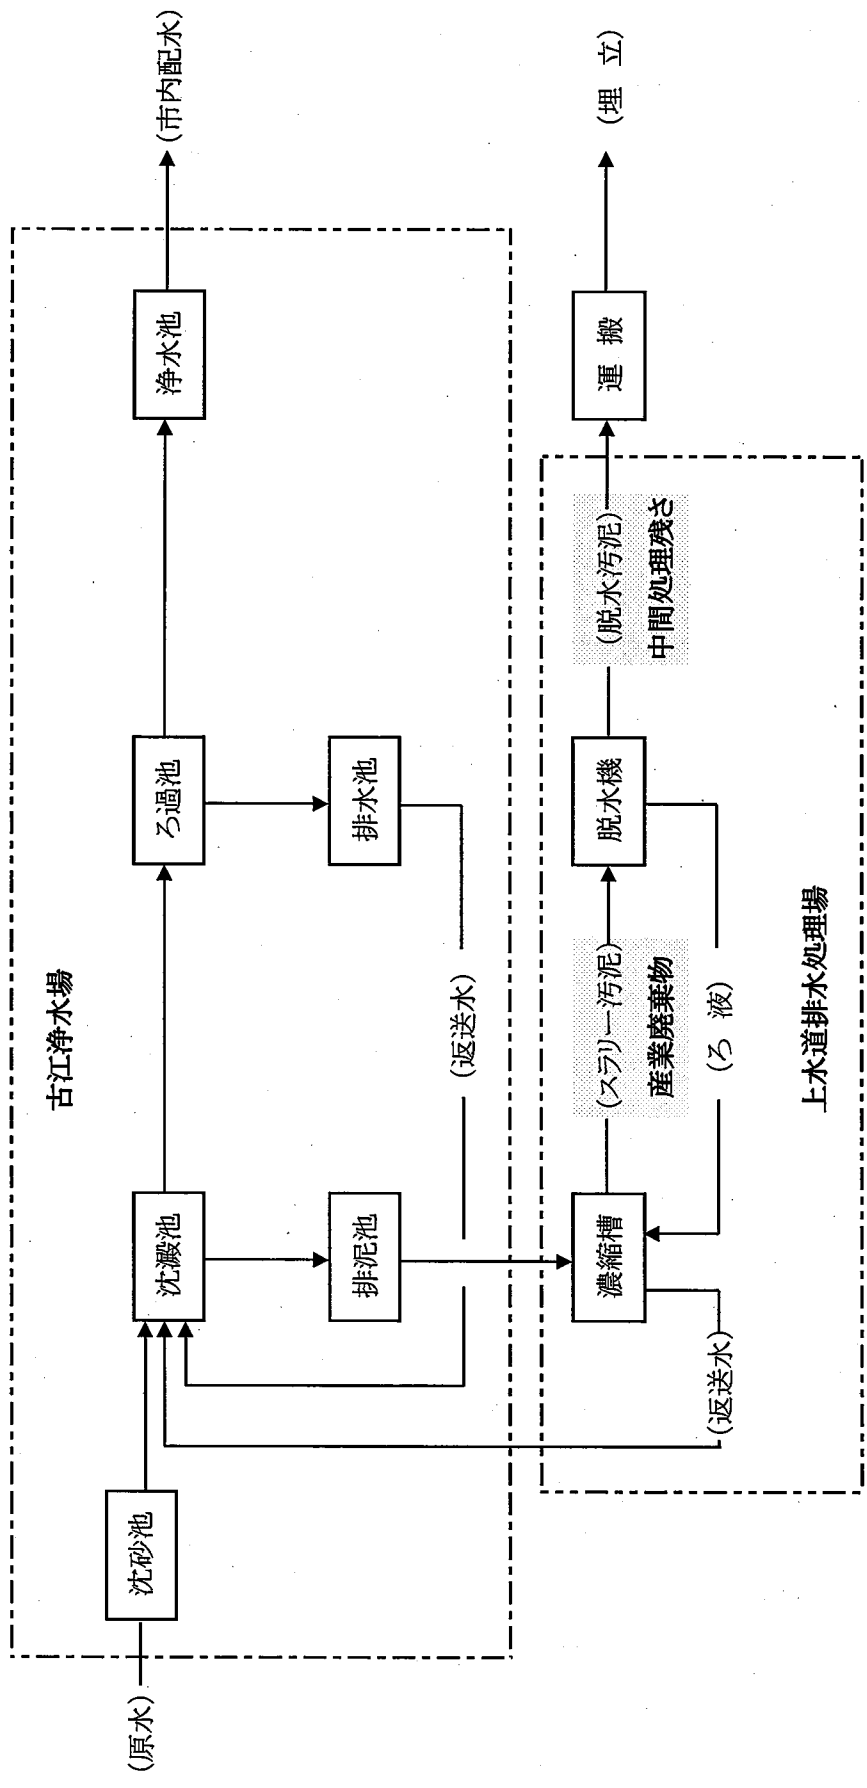 古江浄水場
(原水)
沈砂池
沈澱池
ろ過池
浄水池
(市内配水)
排泥池
排水池
(返送水)
濃縮槽
(スラリー汚泥)
産業廃棄物
脱水機
(脱水汚泥)
中間処理残さ
運 搬
(埋 立)
(返送水)
(ろ 液)
上水道排水処理場